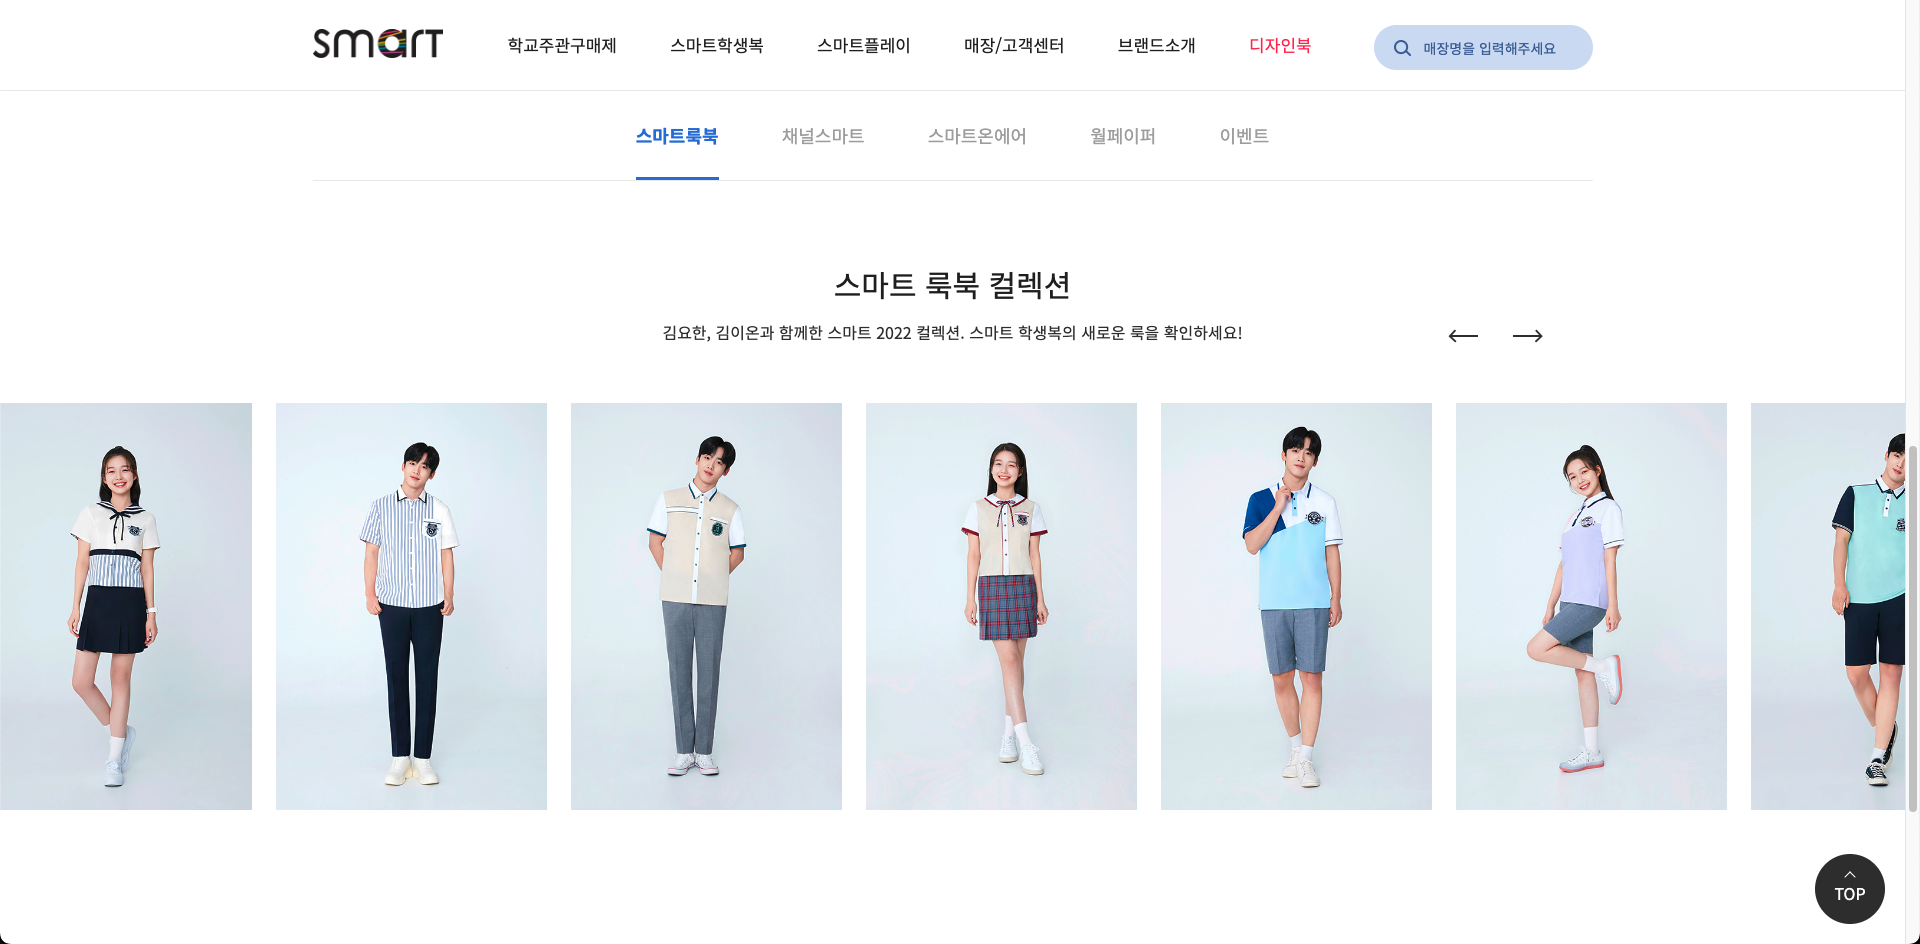 smart
학교주관구매제
스마트학생복
스마트플레이
매장/고객센터
브랜드소개
디자인북
매장명을 입력해주세요
스마트룩북
채널스마트
스마트온에어
월페이퍼
이벤트
스마트 룩북 컬렉션
김요한, 김이온과 함께한 스마트 2022 컬렉션. 스마트 학생복의 새로운 룩을 확인하세요!
TOP